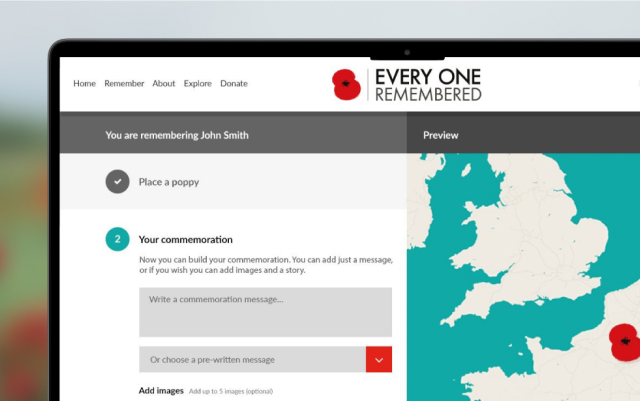 Home Remember About Explore Donate
EVERY ONE
REMEMBERED
You are remembering John Smith
Preview
Place a poppy
2 Your commemoration
Now you can build your commemoration. You can add just a message,
or if you wish you can add images and a story.
Write a commemoration message...
Or choose a pre-written message
Add images Add up to 5 images (optional)